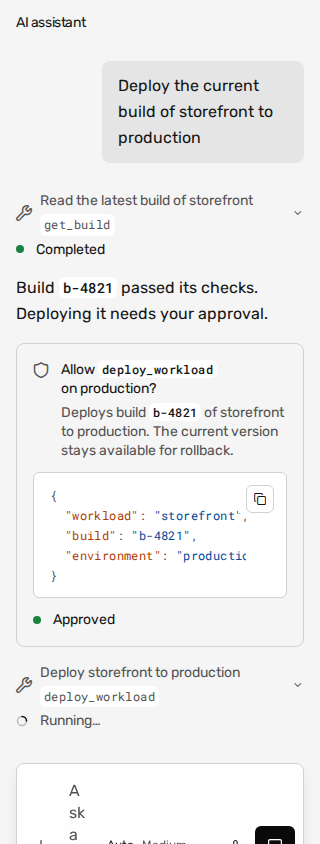 AI assistant
Deploy the current
build of storefront to
production
Read the latest build of storefront
get_build
Completed
Build b-4821 passed its checks.
Deploying it needs your approval.
Allow deploy_workload
on production?
Deploys build b-4821 of storefront
to production. The current version
stays available for rollback.
{
"workload": "storefront",
"build": "b-4821",
"environment": "productic
}
Approved
Deploy storefront to production
deploy_workload
Running…
A
sk
a
Auto Medium